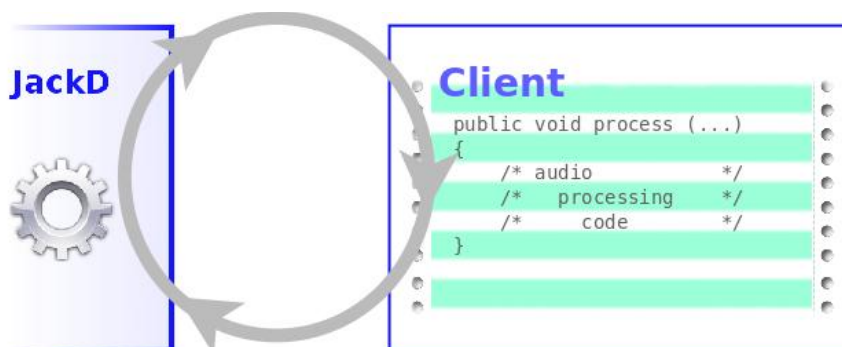 JackD
Client
public void process (...)
{
/* audio */
/* processing */
/* code */
}